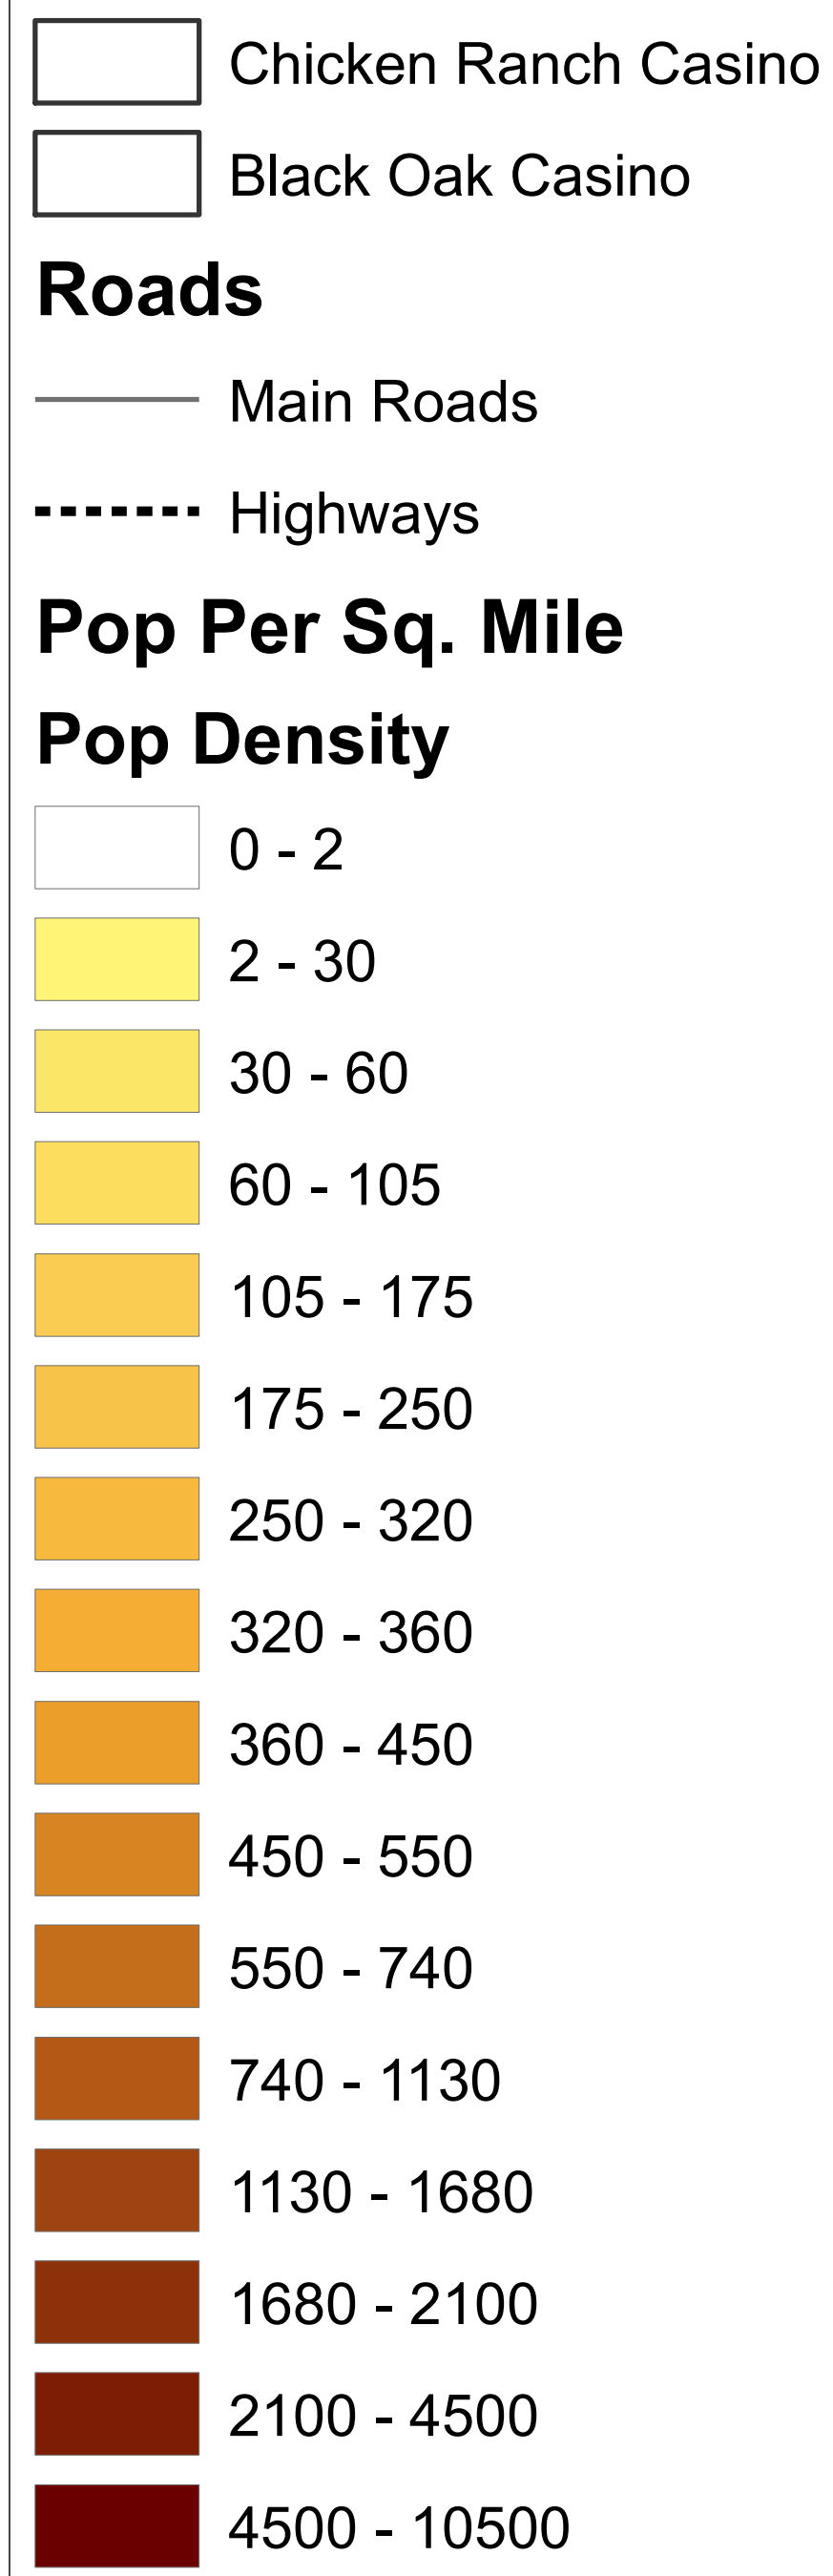 Chicken Ranch Casino
Black Oak Casino
Roads
Main Roads
Highways
Pop Per Sq. Mile
Pop Density
0 - 2
2 - 30
30 - 60
60 - 105
105 - 175
175 - 250
250 - 320
320 - 360
360 - 450
450 - 550
550 - 740
740 - 1130
1130 - 1680
1680 - 2100
2100 - 4500
4500 - 10500